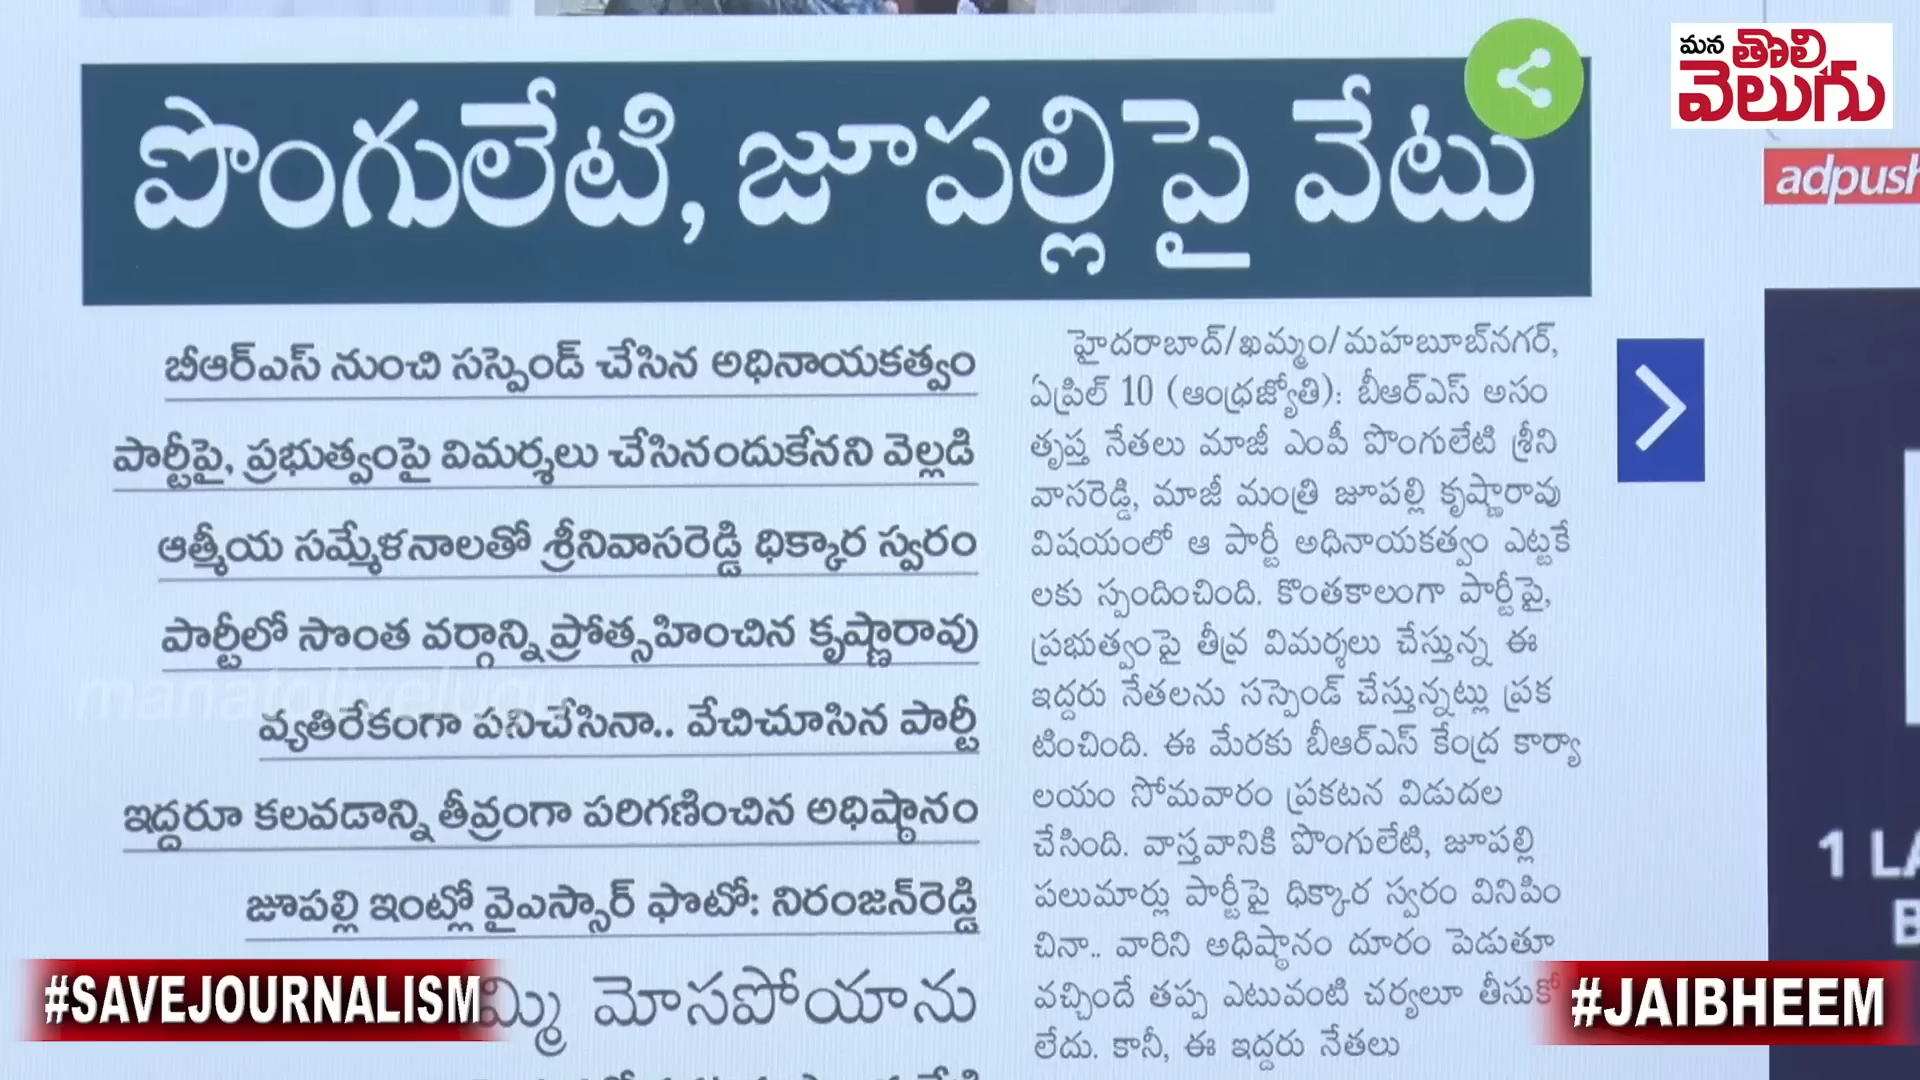 మన తొలి
వెలుగు
పొంగులేటి, జూపల్లిపై వేటు
adpush
బీఆర్ఎస్ నుంచి సస్పెండ్ చేసిన అధినాయకత్వం
పార్టీపై, ప్రభుత్వంపై విమర్శలు చేసినందుకేనని వెల్లడి
ఆత్మీయ సమ్మేళనాలతో శ్రీనివాసరెడ్డి ధిక్కార స్వరం
పార్టీలో సొంత వర్గాన్ని ప్రోత్సహించిన కృష్ణారావు
వ్యతిరేకంగా పనిచేసినా.. వేచిచూసిన పార్టీ
ఇద్దరూ కలవడాన్ని తీవ్రంగా పరిగణించిన అధిష్ఠానం
జూపల్లి ఇంట్లో వైఎస్సార్ ఫొటో: నిరంజన్‌రెడ్డి
మోసపోయాను
హైదరాబాద్/ఖమ్మం/మహబూబ్‌నగర్,
ఏప్రిల్ 10 (ఆంధ్రజ్యోతి): బీఆర్ఎస్ అసం
తృప్త నేతలు మాజీ ఎంపీ పొంగులేటి శ్రీని
వాసరెడ్డి, మాజీ మంత్రి జూపల్లి కృష్ణారావు
విషయంలో ఆ పార్టీ అధినాయకత్వం ఎట్టకే
లకు స్పందించింది. కొంతకాలంగా పార్టీపై,
ప్రభుత్వంపై తీవ్ర విమర్శలు చేస్తున్న ఈ
ఇద్దరు నేతలను సస్పెండ్ చేస్తున్నట్లు ప్రక
టించింది. ఈ మేరకు బీఆర్ఎస్ కేంద్ర కార్యా
లయం సోమవారం ప్రకటన విడుదల
చేసింది. వాస్తవానికి పొంగులేటి, జూపల్లి
పలుమార్లు పార్టీపై ధిక్కార స్వరం వినిపిం
చినా.. వారిని అధిష్ఠానం దూరం పెడుతూ
వచ్చిందే తప్ప ఎటువంటి చర్యలూ తీసుకో
లేదు. కానీ, ఈ ఇద్దరు నేతలు
manatolivelugu
1 LA
B
#SAVEJOURNALISM
#JAIBHEEM